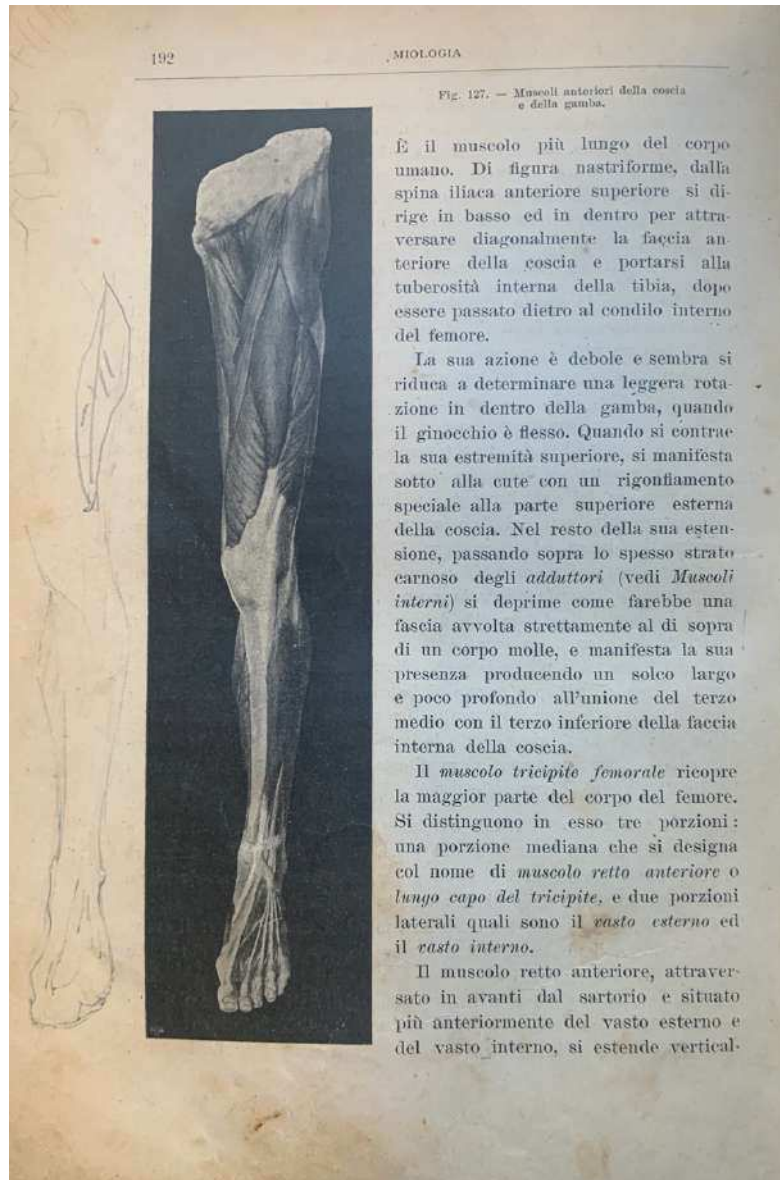 192
MIOLOGIA
Fig. 127. — Muscoli anteriori della coscia
e della gamba.
È il muscolo più lungo del corpo
umano. Di figura nastriforme, dalla
spina iliaca anteriore superiore si di-
rige in basso ed in dentro per attra-
versare diagonalmente la faccia an
teriore della coscia e portarsi alla
tuberosità interna della tibia, dopo
essere passato dietro al condilo interno
del femore.
La sua azione è debole e sembra si
riduca a determinare una leggera rota-
zione in dentro della gamba, quando
il ginocchio è flesso. Quando si contrae
la sua estremità superiore, si manifesta
sotto alla cute con un rigonfiamento
speciale alla parte superiore esterna
della coscia. Nel resto della sua esten-
sione, passando sopra lo spesso strato
carnoso degli adduttori (vedi Muscoli
interni) si deprime come farebbe una
fascia avvolta strettamente al di sopra
di un corpo molle, e manifesta la sua
presenza producendo un solco largo
e poco profondo all'unione del terzo
medio con il terzo inferiore della faccia
interna della coscia.
Il muscolo tricipite femorale ricopre
la maggior parte del corpo del femore.
Si distinguono in esso tre porzioni:
una porzione mediana che si designa
col nome di muscolo retto anteriore o
lungo capo del tricipite, e due porzioni
laterali quali sono il vasto esterno ed
il vasto interno.
Il muscolo retto anteriore, attraver-
sato in avanti dal sartorio e situato
più anteriormente del vasto esterno e
del vasto interno, si estende vertical-